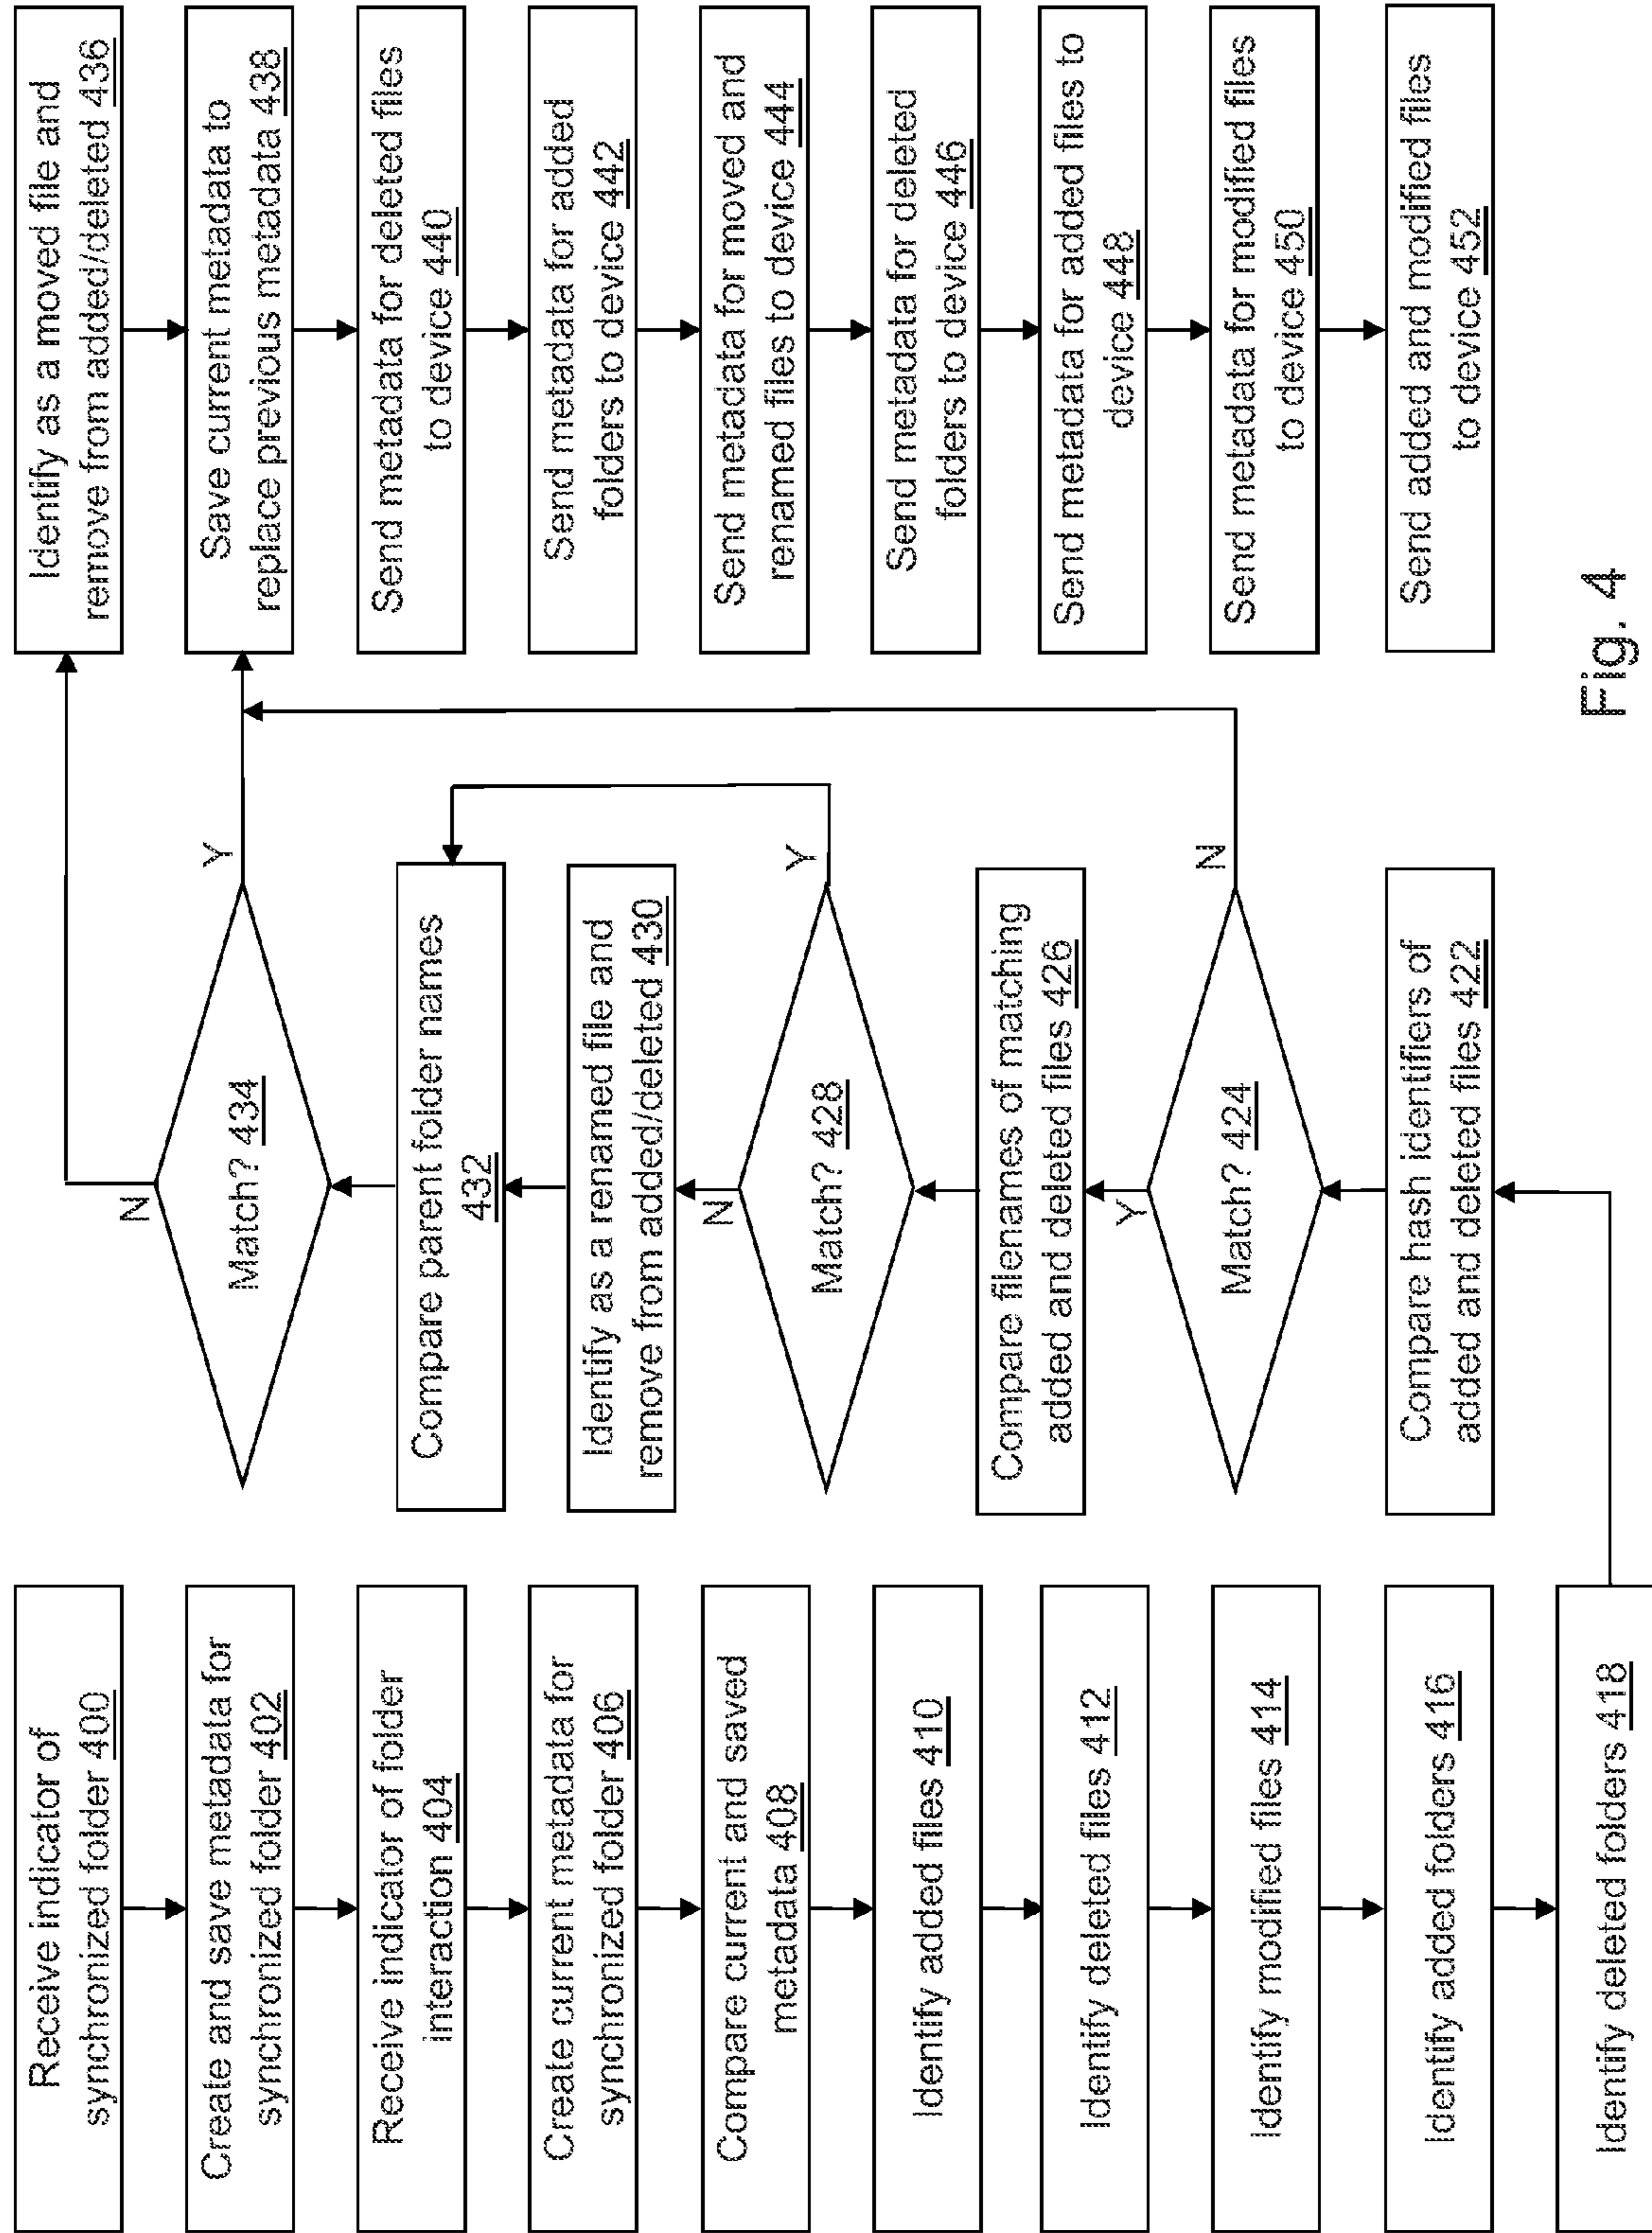 Receive indicator of
synchronized folder 400
Create and save metadata for
synchronized folder 402
Receive indicator of folder
interaction 404
Create current metadata for
synchronized folder 406
Compare current and saved
metadata 408
Identify added files 410
Identify deleted files 412
Identify modified files 414
Identify added folders 416
Identify deleted folders 418
Compare hash identifiers of
added and deleted files 422
Match? 424
N
Y
Compare filenames of matching
added and deleted files 426
Match? 428
Y
N
Identify as a renamed file and
remove from added/deleted 430
Compare parent folder names
432
Match? 434
Y
N
Identify as a moved file and
remove from added/deleted 436
Save current metadata to
replace previous metadata 438
Send metadata for deleted files
to device 440
Send metadata for added
folders to device 442
Send metadata for moved and
renamed files to device 444
Send metadata for deleted
folders to device 446
Send metadata for added files to
device 448
Send metadata for modified files
to device 450
Send added and modified files
to device 452
Fig. 4